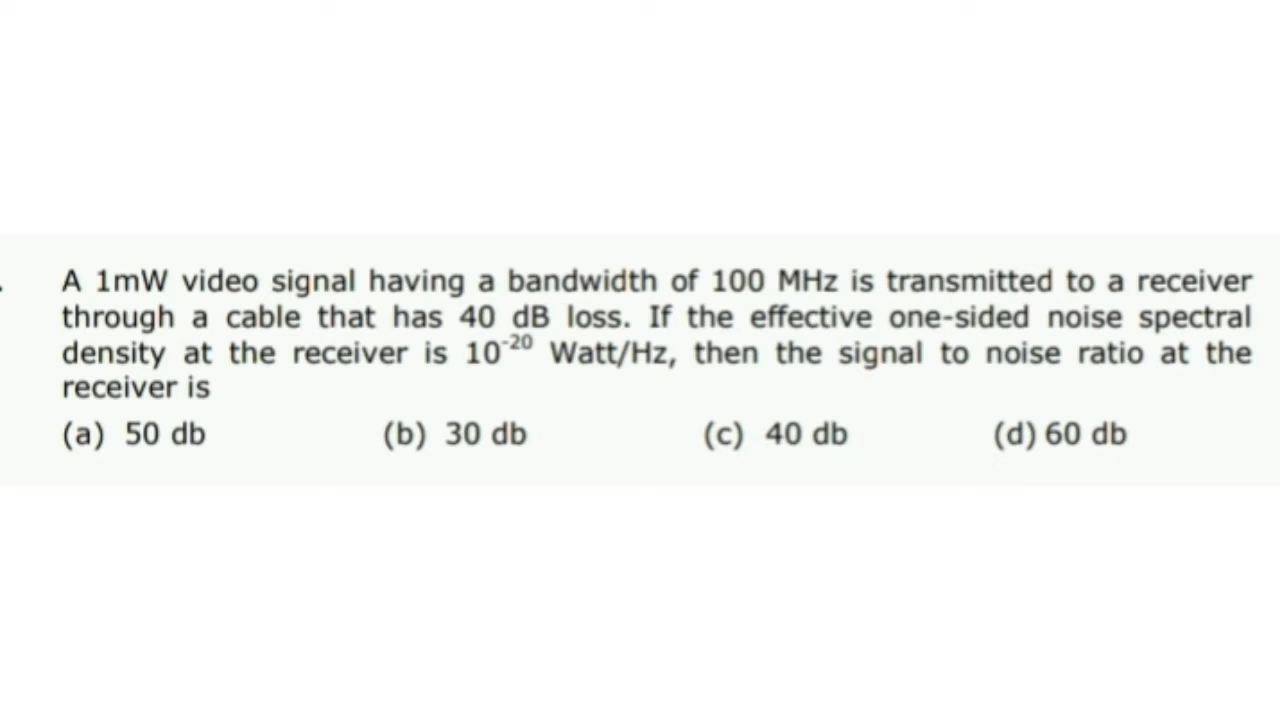 A 1mW video signal having a bandwidth of 100 MHz is transmitted to a receiver
through a cable that has 40 dB loss. If the effective one-sided noise spectral
density at the receiver is 10⁻²⁰ Watt/Hz, then the signal to noise ratio at the
receiver is
(a) 50 db (b) 30 db (c) 40 db (d) 60 db